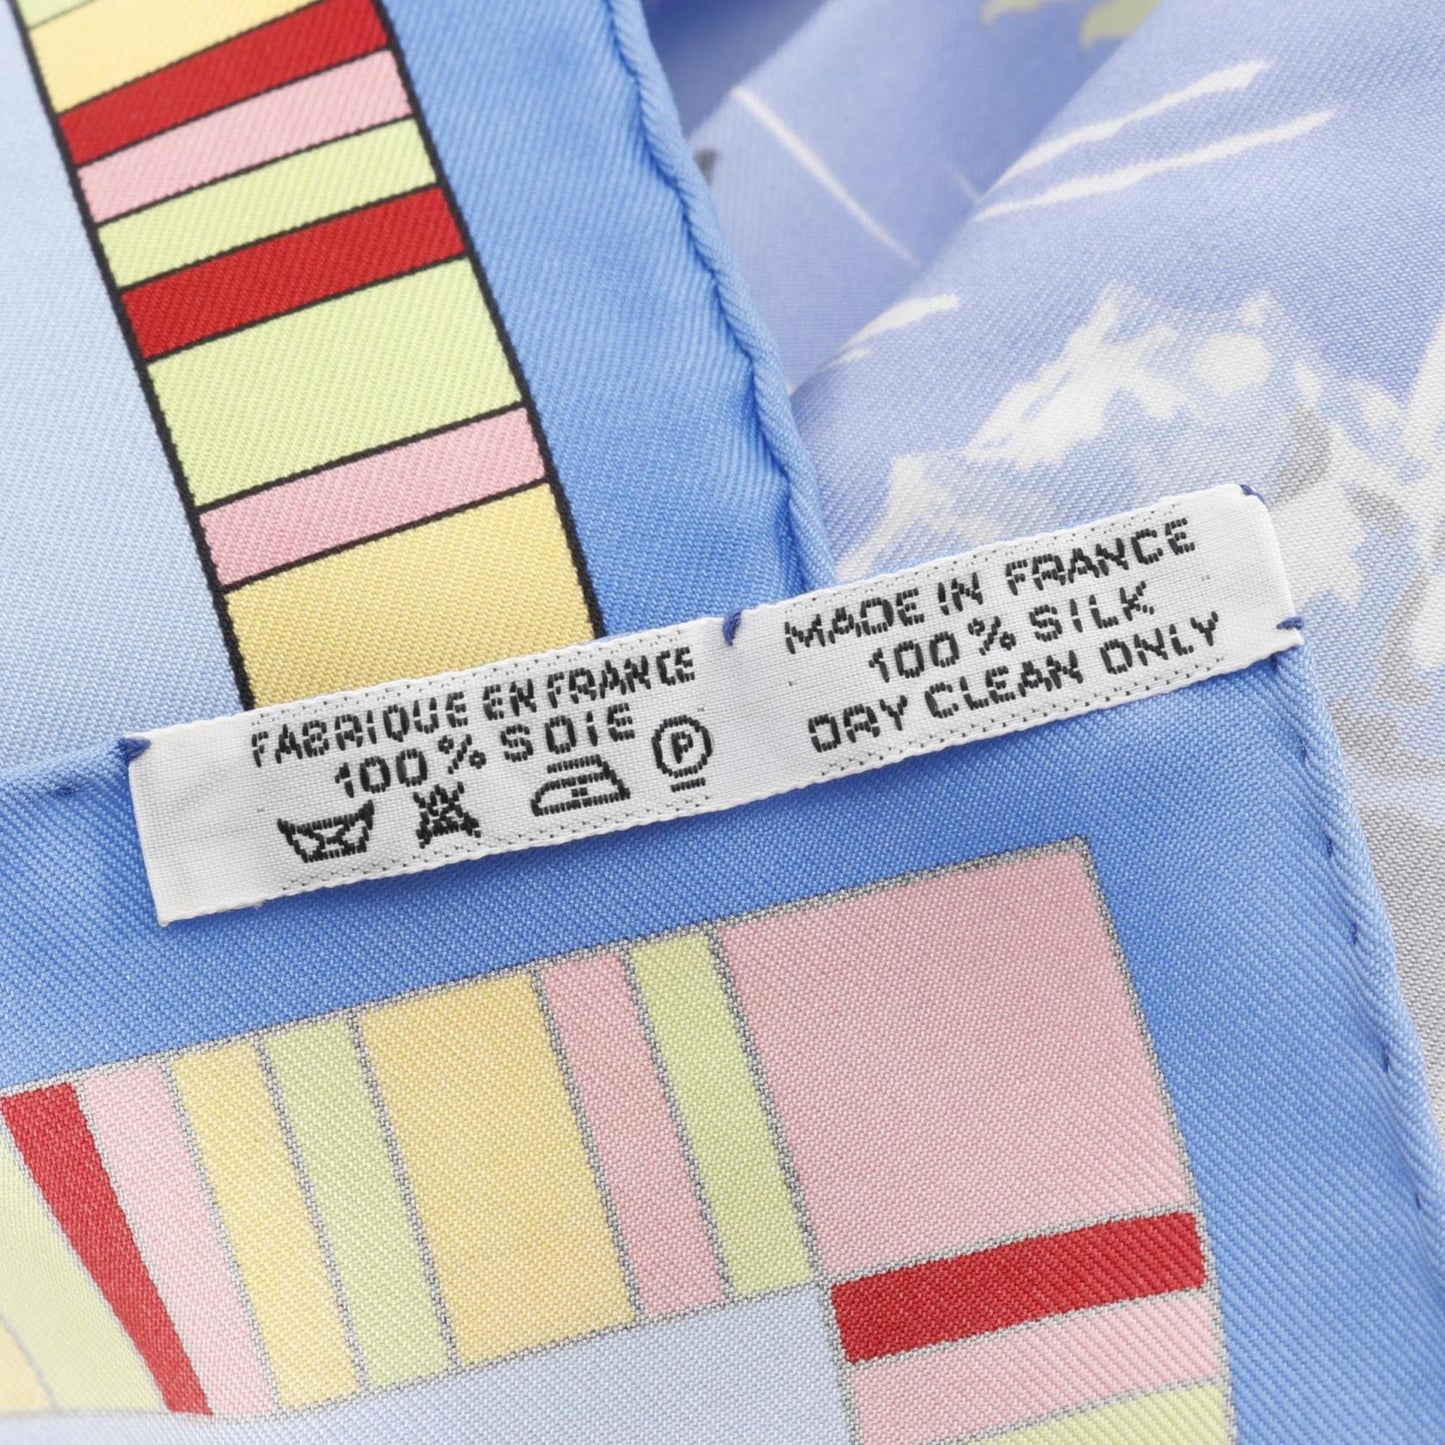 FABRIQUE EN FRANCE
100% SOIE
P
MADE IN FRANCE
100% SILK
DRY CLEAN ONLY